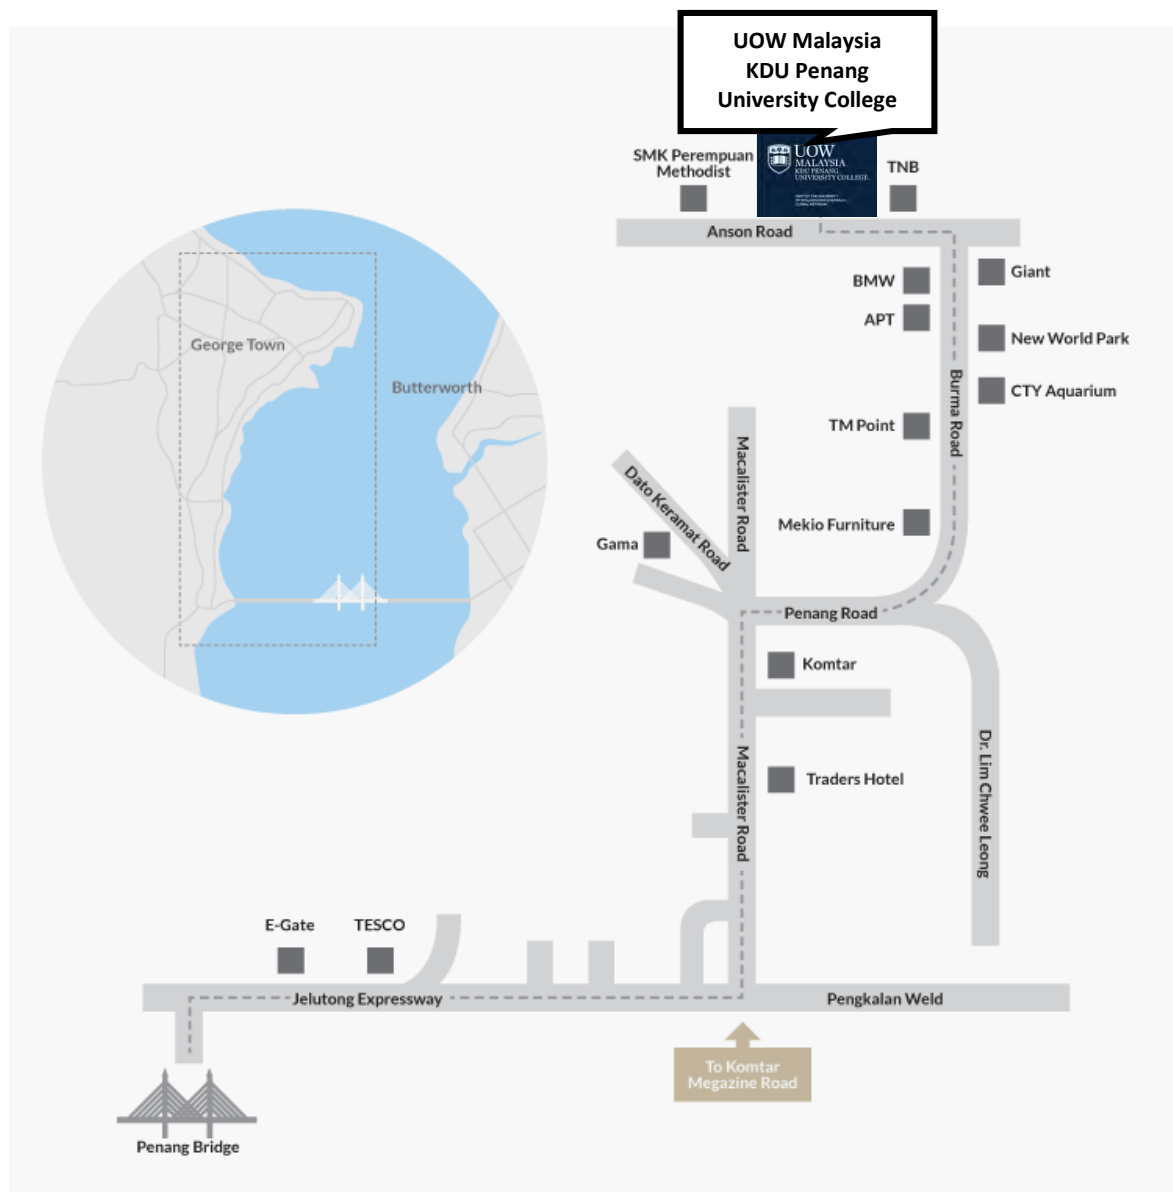 UOW Malaysia
KDU Penang
University College
SMK Perempuan
Methodist
UOW
MALAYSIA
KDU PENANG
UNIVERSITY COLLEGE
TNB
Anson Road
BMW
Giant
APT
New World Park
George Town
Butterworth
CTY Aquarium
Burma Road
TM Point
Macalister Road
Dato Keramat Road
Mekio Furniture
Gama
Penang Road
Komtar
Traders Hotel
Macalister Road
Dr. Lim Chwee Leong
E-Gate
TESCO
Jelutong Expressway
Pengkalan Weld
To Komtar
Megazine Road
Penang Bridge